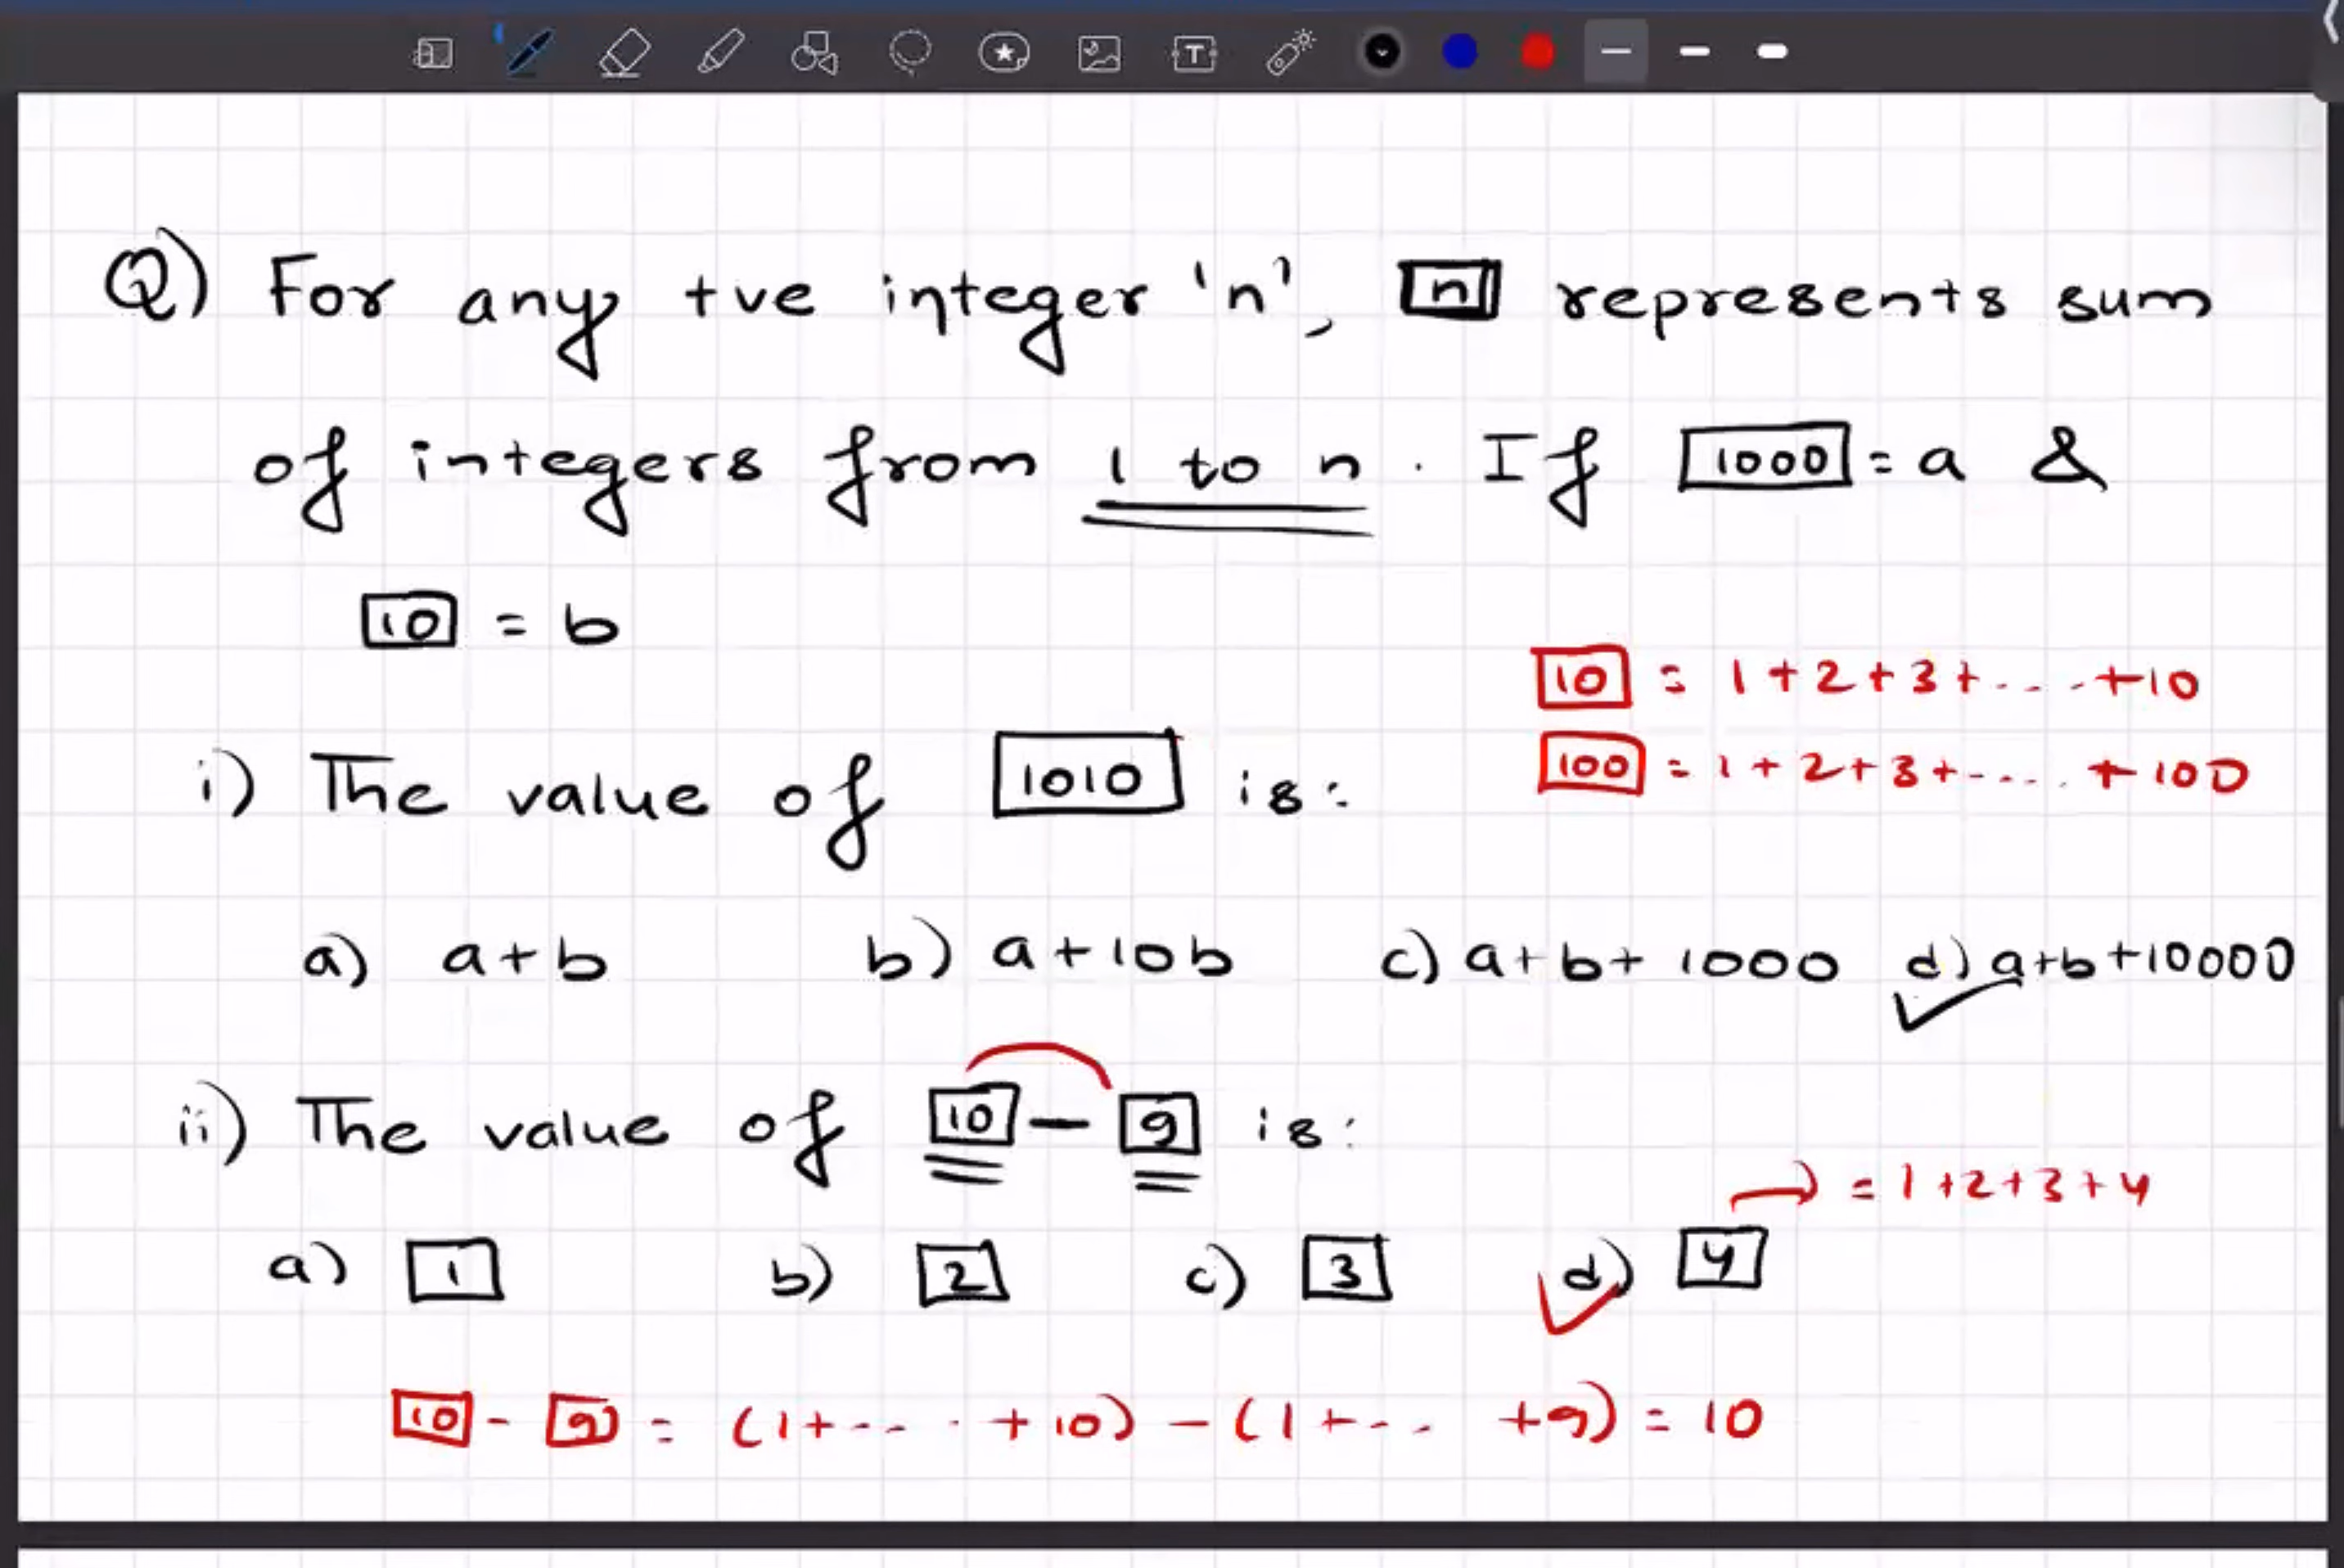 Q) For any +ve integer 'n', n represents sum
of integers from 1 to n. If 1000 = a &
10 = b
10 = 1+2+3+....+10
100 = 1+2+3+.....+100
i) The value of 1010 is:
a) a+b b) a+10b c) a+b+1000 d) a+b+10000
ii) The value of 10 – 9 is:
= 1+2+3+4
a) 1 b) 2 c) 3 d) 4
10 - 9 = (1+....+10) – (1+... +9) = 10